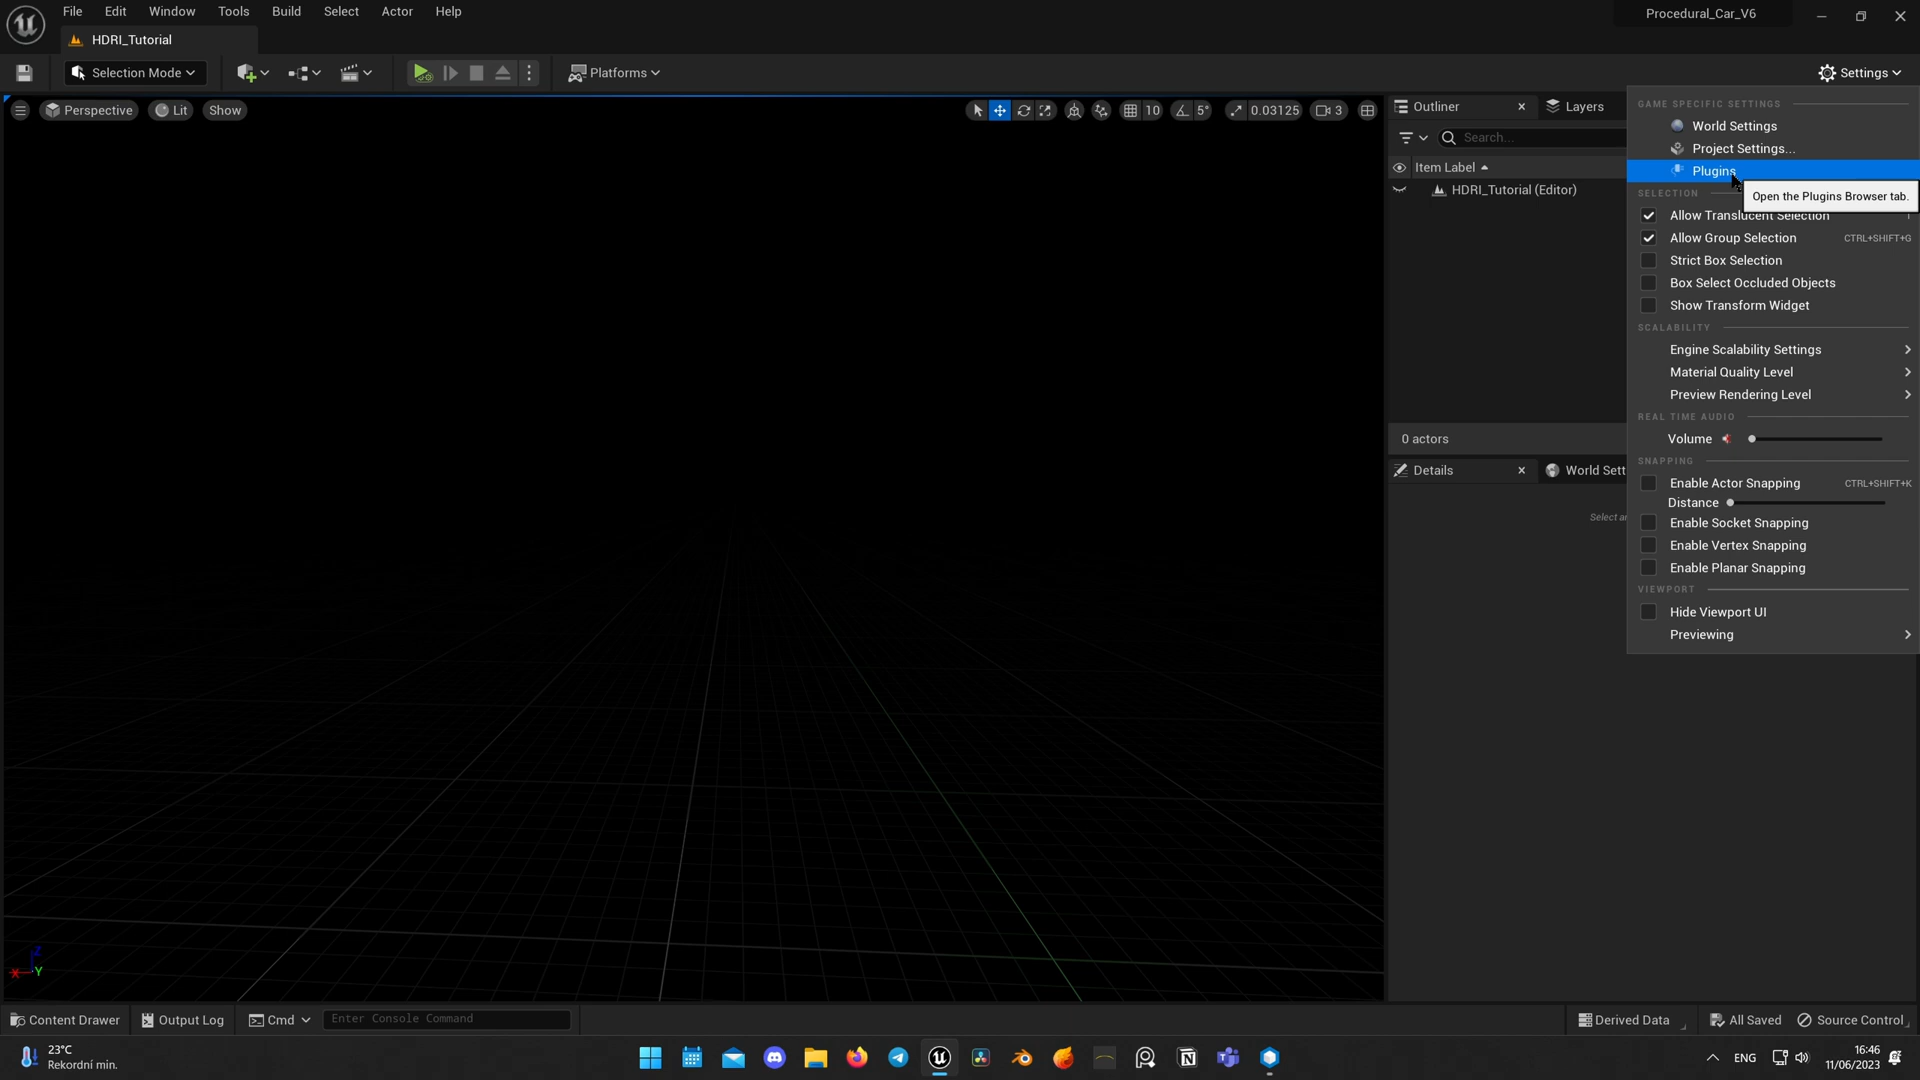 File Edit Window Tools Build Select Actor Help
Procedural_Car_V6
HDRI_Tutorial
Selection Mode
Platforms
Settings
Perspective Lit Show
10 5° 0.03125 3
Outliner Layers
Search...
Item Label
HDRI_Tutorial (Editor)
0 actors
Details World Sett
Select a
GAME SPECIFIC SETTINGS
World Settings
Project Settings...
Plugins
Open the Plugins Browser tab.
SELECTION
Allow Translucent Selection
Allow Group Selection CTRL+SHIFT+G
Strict Box Selection
Box Select Occluded Objects
Show Transform Widget
SCALABILITY
Engine Scalability Settings
Material Quality Level
Preview Rendering Level
REAL TIME AUDIO
Volume
SNAPPING
Enable Actor Snapping CTRL+SHIFT+K
Distance
Enable Socket Snapping
Enable Vertex Snapping
Enable Planar Snapping
VIEWPORT
Hide Viewport UI
Previewing
Z
X Y
Content Drawer Output Log Cmd Enter Console Command
Derived Data All Saved Source Control
23°C
Rekordní min.
ENG
16:46
11/06/2023